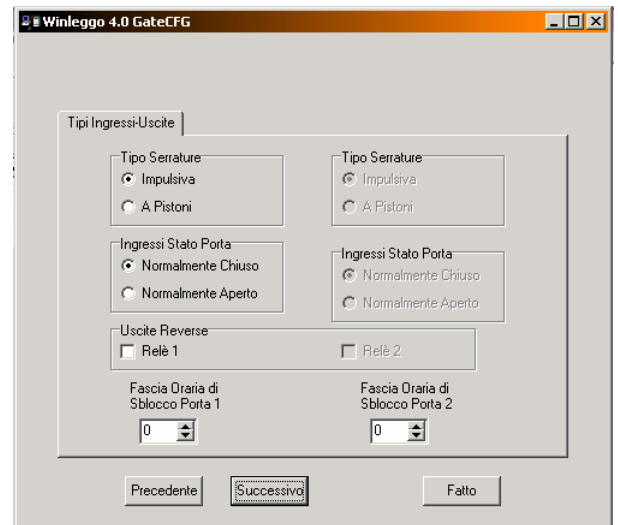 Winleggo 4.0 GateCFG
Tipi Ingressi-Uscite
Tipo Serrature
Impulsiva
A Pistoni
Tipo Serrature
Impulsiva
A Pistoni
Ingressi Stato Porta
Normalmente Chiuso
Normalmente Aperto
Ingressi Stato Porta
Normalmente Chiuso
Normalmente Aperto
Uscite Reverse
Relè 1
Relè 2
Fascia Oraria di
Sblocco Porta 1
0
Fascia Oraria di
Sblocco Porta 2
0
Precedente
Successivo
Fatto